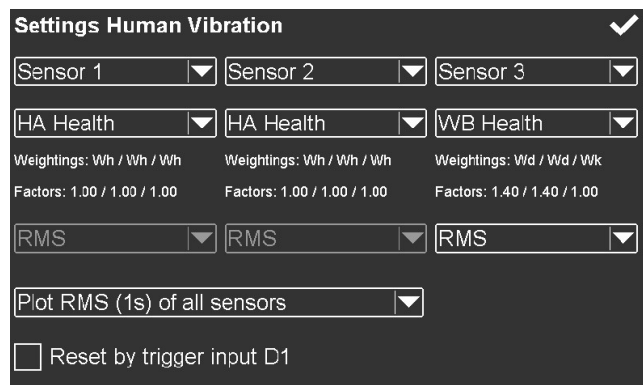 Settings Human Vibration
Sensor 1 Sensor 2 Sensor 3
HA Health HA Health WB Health
Weightings: Wh / Wh / Wh Weightings: Wh / Wh / Wh Weightings: Wd / Wd / Wk
Factors: 1.00 / 1.00 / 1.00 Factors: 1.00 / 1.00 / 1.00 Factors: 1.40 / 1.40 / 1.00
RMS RMS RMS
Plot RMS (1s) of all sensors
Reset by trigger input D1